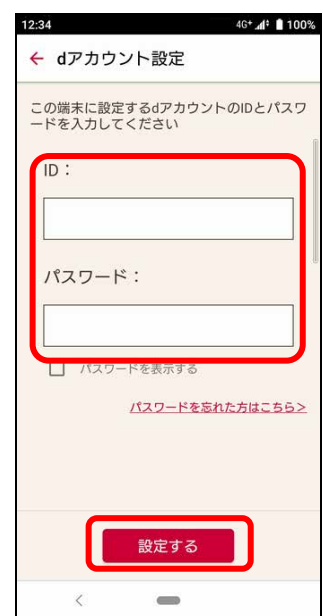 12:34 4G+ 100%
← dアカウント設定
この端末に設定するdアカウントのIDとパスワ
ードを入力してください
ID：
パスワード：
パスワードを表示する
パスワードを忘れた方はこちら>
設定する